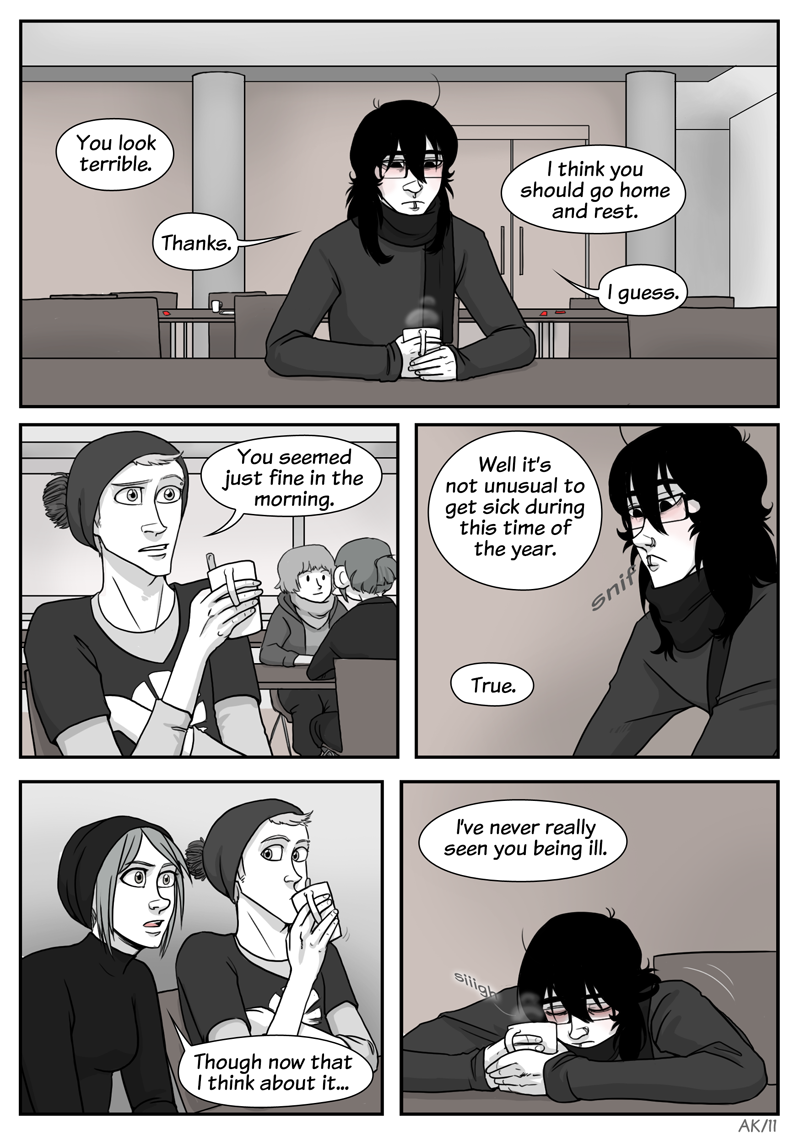 You look
terrible.
Thanks.
I think you
should go home
and rest.
I guess.
You seemed
just fine in the
morning.
Well it's
not unusual to
get sick during
this time of
the year.
snif
True.
Though now that
I think about it...
I've never really
seen you being ill.
siiigh
AK/11